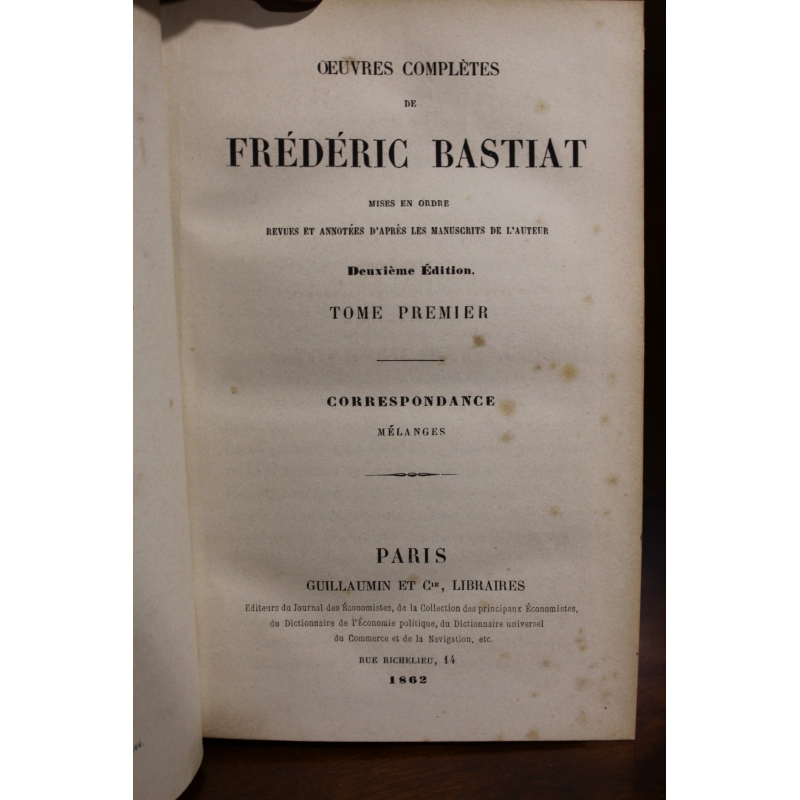 OEUVRES COMPLÈTES
DE
FRÉDÉRIC BASTIAT
MISES EN ORDRE
REVUES ET ANNOTÉES D'APRÈS LES MANUSCRITS DE L'AUTEUR
Deuxième Édition.
TOME PREMIER
CORRESPONDANCE
MÉLANGES
PARIS
GUILLAUMIN ET Cie, LIBRAIRES
Editeurs du Journal des Économistes, de la Collection des principaux Économistes,
du Dictionnaire de l'Économie politique, du Dictionnaire universel
du Commerce et de la Navigation, etc.
RUE RICHELIEU, 14
1862